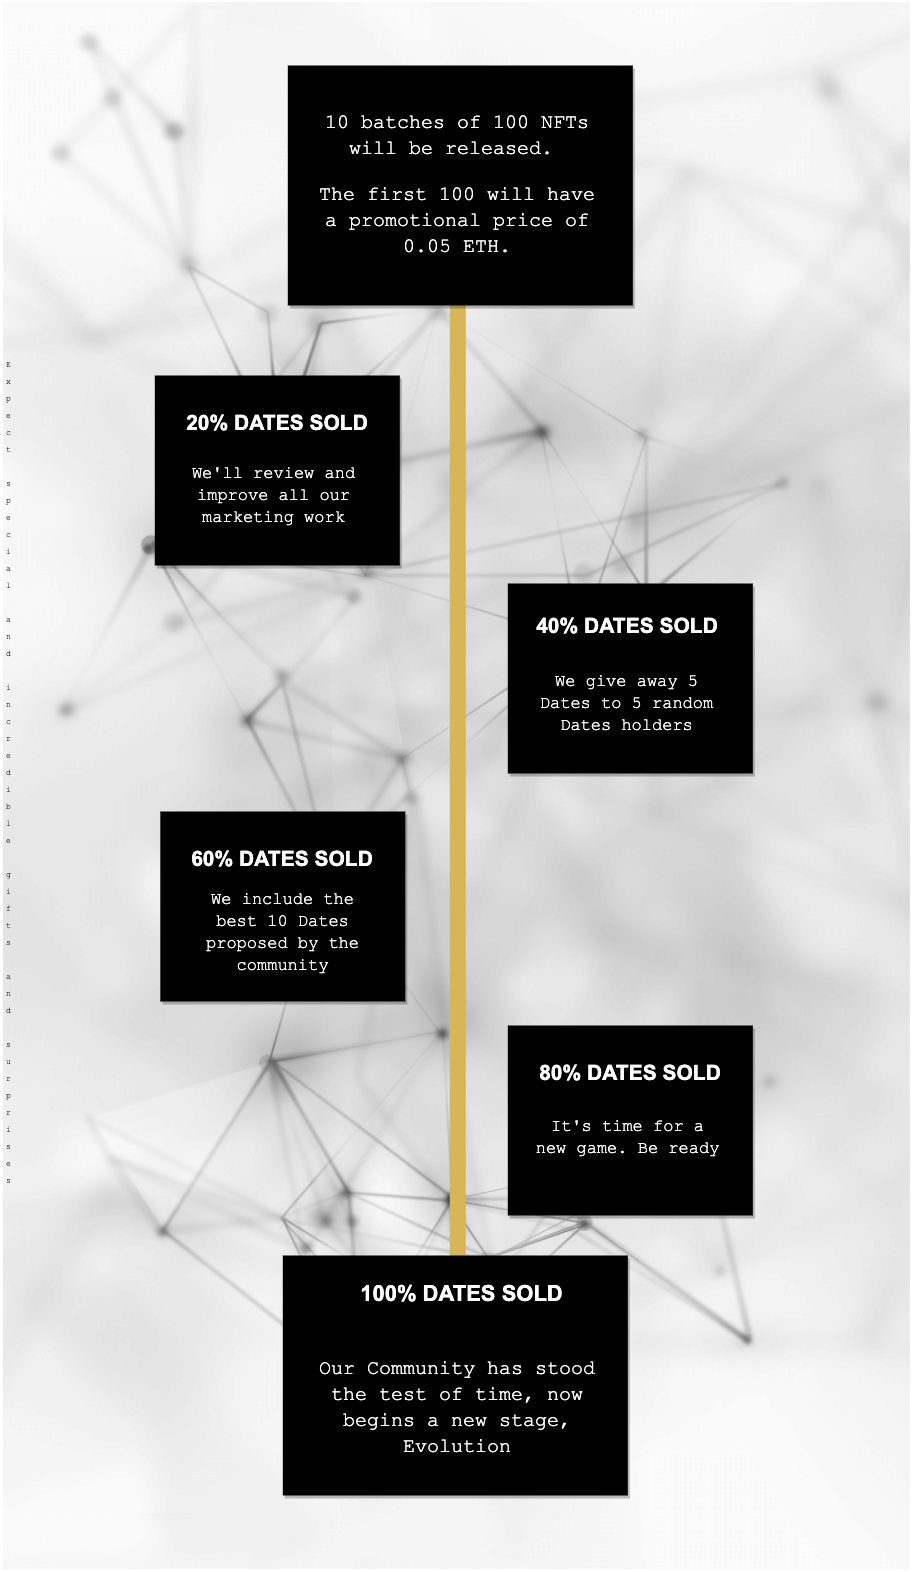 10 batches of 100 NFTs
will be released.
The first 100 will have
a promotional price of
0.05 ETH.
20% DATES SOLD
We'll review and
improve all our
marketing work
40% DATES SOLD
We give away 5
Dates to 5 random
Dates holders
60% DATES SOLD
We include the
best 10 Dates
proposed by the
community
80% DATES SOLD
It's time for a
new game. Be ready
100% DATES SOLD
Our Community has stood
the test of time, now
begins a new stage,
Evolution
Expect special and incredible gifts and surprises